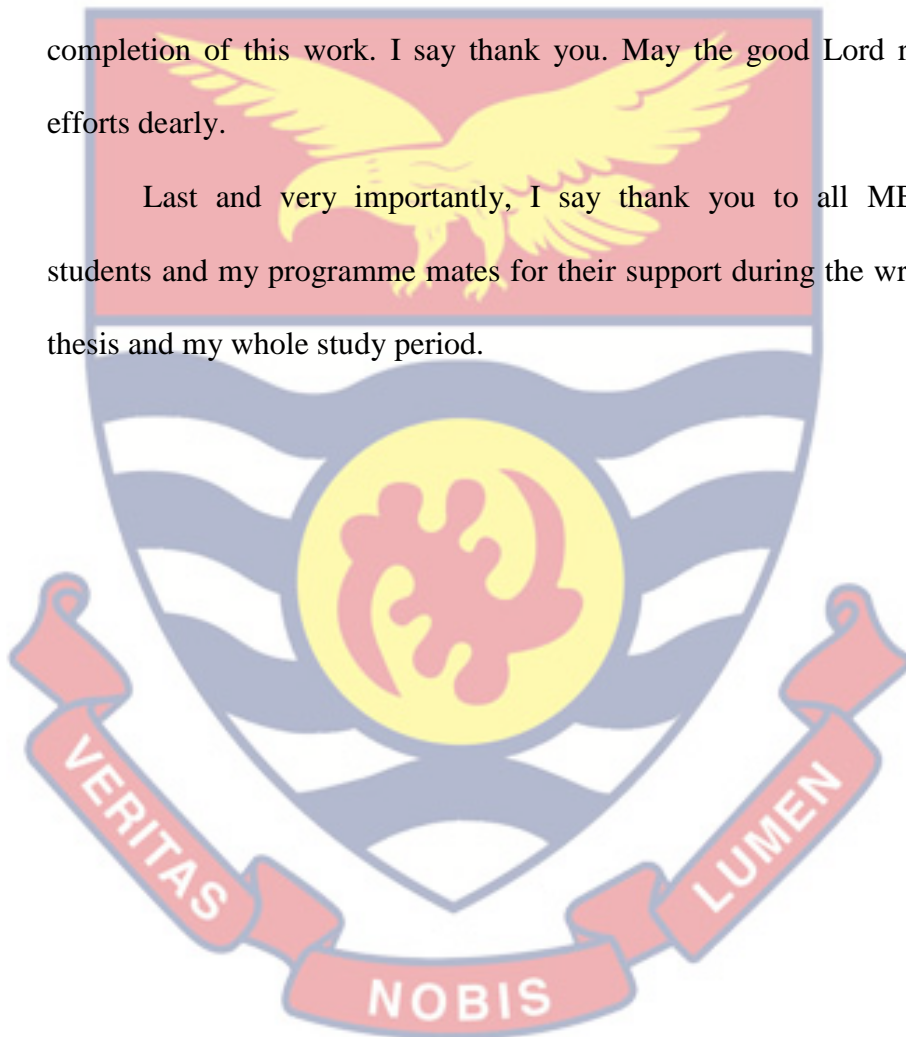 completion of this work. I say thank you. May the good Lord
efforts dearly.
Last and very importantly, I say thank you to all
students and my programme mates for their support during the
thesis and my whole study period.
VERITAS
NOBIS
LUMEN